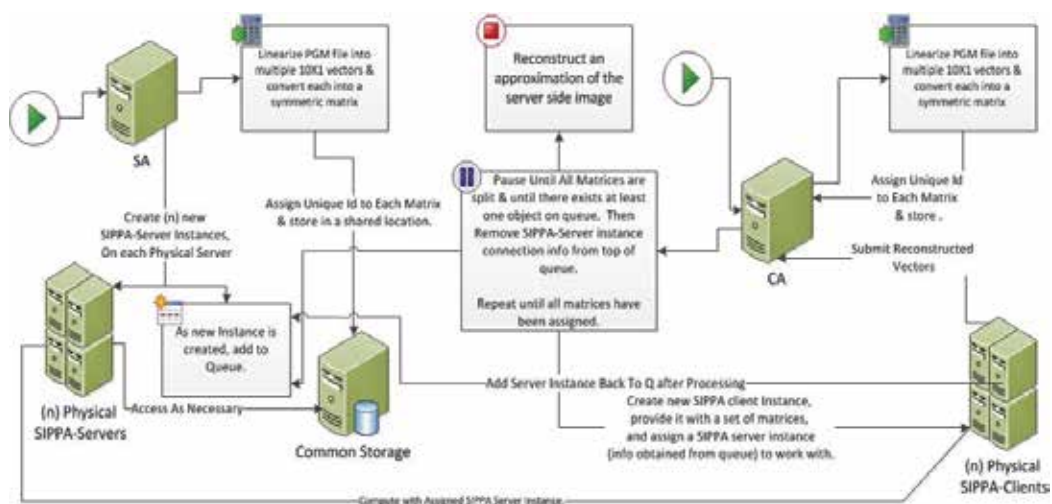 Linearize PGM file into
multiple 10X1 vectors &
convert each into a
symmetric matrix
SA
Reconstruct an
approximation of the
server side image
Linearize PGM file into
multiple 10X1 vectors &
convert each into a
symmetric matrix
Assign Unique Id to Each Matrix
& store in a shared location.
Pause Until All Matrices are
split & until there exists at least
one object on queue. Then
Remove SIPPA-Server instance
connection info from top of
queue.
Repeat until all matrices have
been assigned.
Assign Unique Id
to Each Matrix
& store .
CA
Submit Reconstructed
Vectors
Create (n) new
SIPPA-Server Instances,
On each Physical Server
As new Instance is
created, add to
Queue.
(n) Physical
SIPPA-Servers
Access As Necessary
Common Storage
Add Server Instance Back To Q after Processing
Create new SIPPA client Instance,
provide it with a set of matrices,
and assign a SIPPA server instance
(info obtained from queue) to work with.
(n) Physical
SIPPA-Clients
Compute with Assigned SIPPA Server Instance